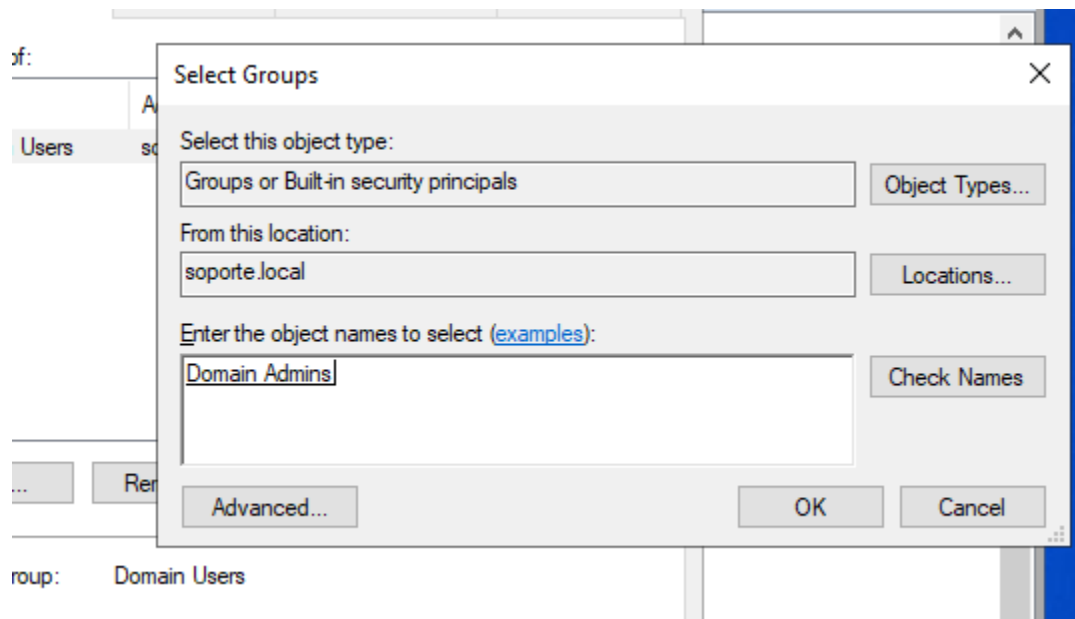 of:
Select Groups
Users
Select this object type:
Groups or Built-in security principals
Object Types...
From this location:
soporte.local
Locations...
Enter the object names to select (examples):
Domain Admins
Check Names
...
Advanced...
OK
Cancel
Domain Users